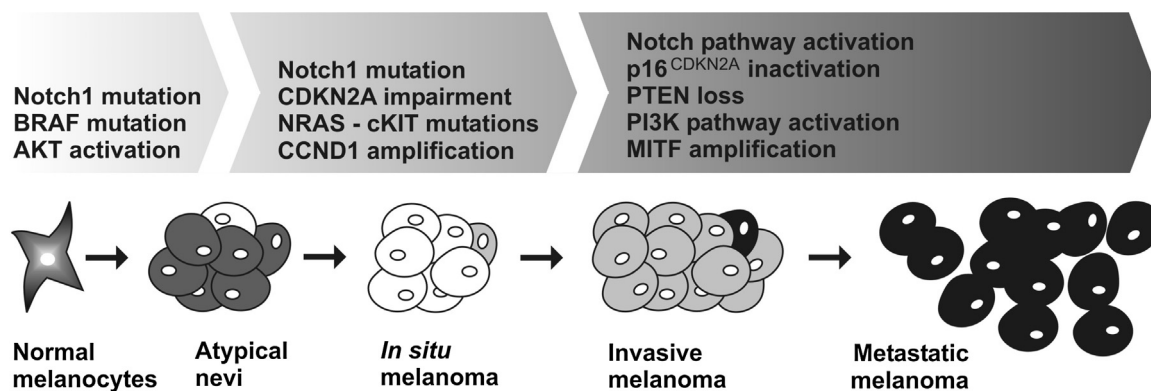 Notch1 mutation
BRAF mutation
AKT activation
Notch1 mutation
CDKN2A impairment
NRAS - cKIT mutations
CCND1 amplification
Notch pathway activation
p16 CDKN2A inactivation
PTEN loss
PI3K pathway activation
MITF amplification
Normal
melanocytes
Atypical
nevi
In situ
melanoma
Invasive
melanoma
Metastatic
melanoma